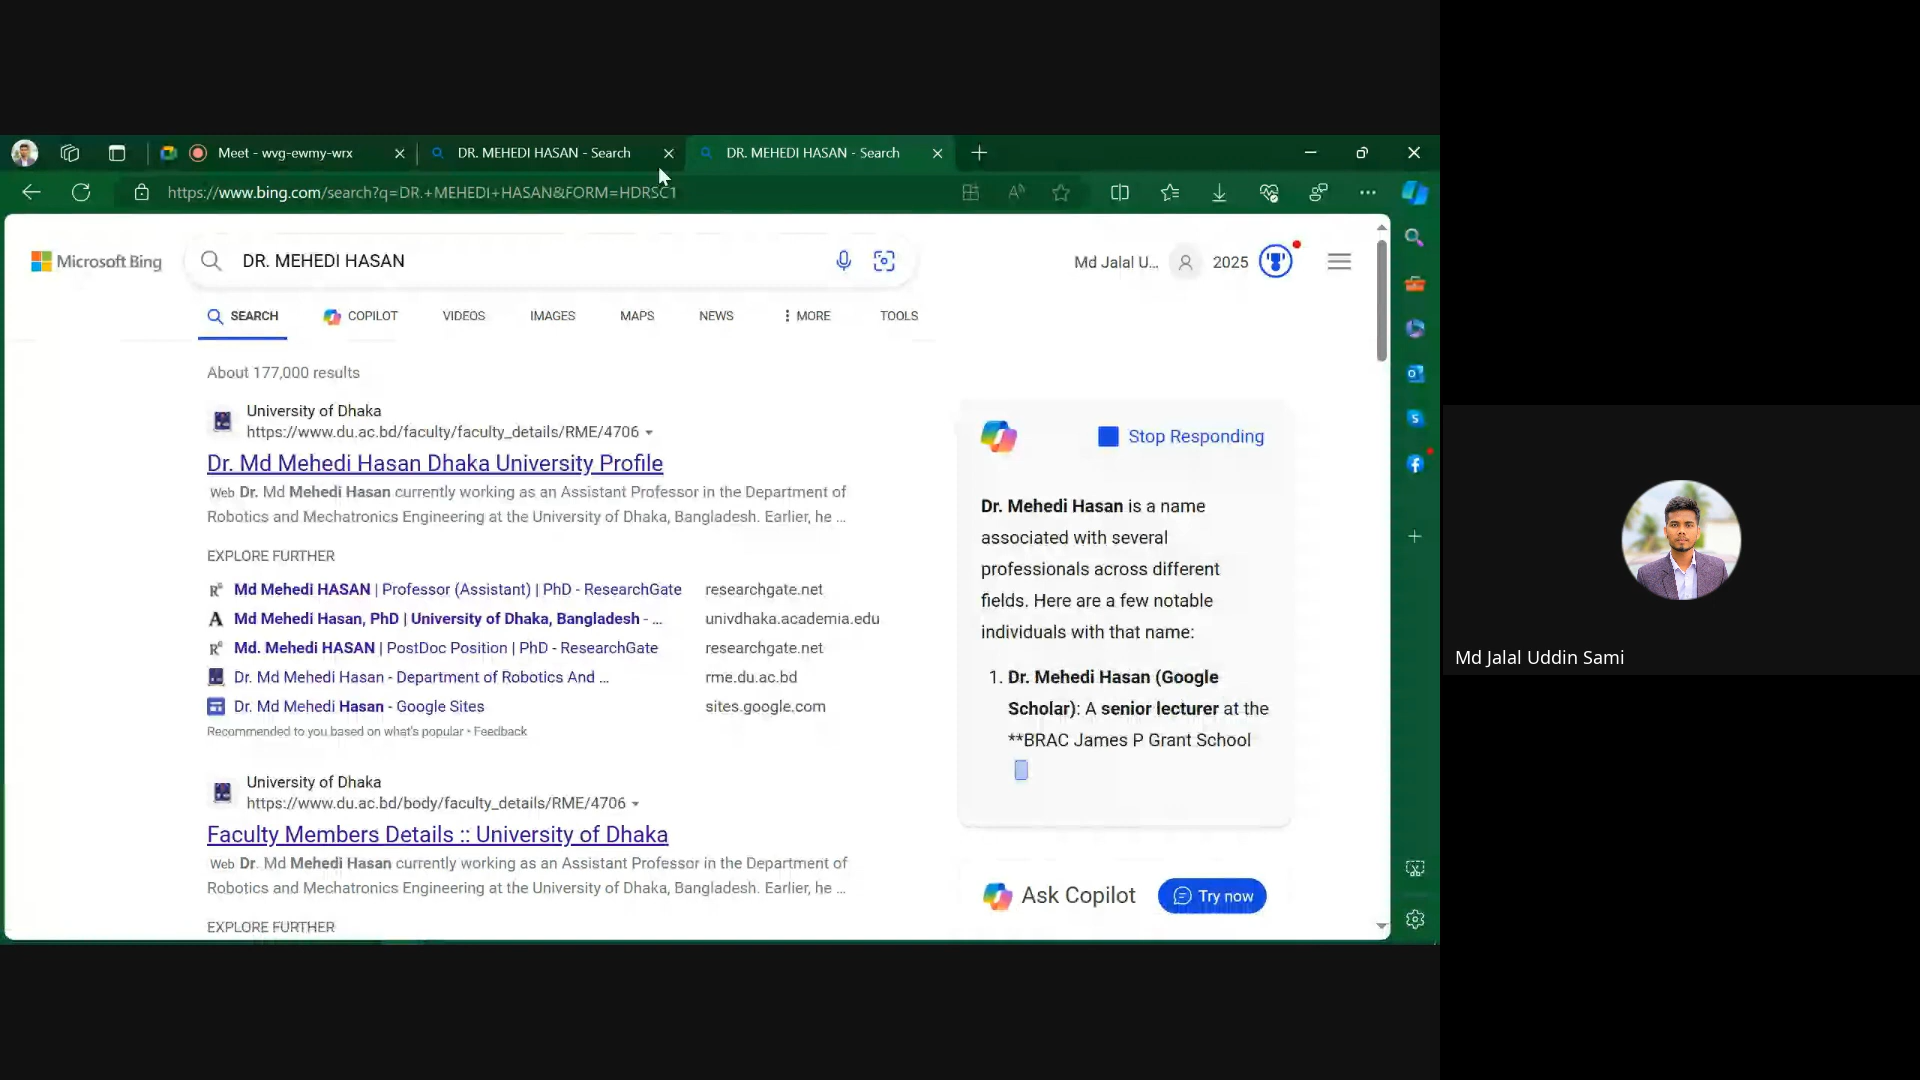 Meet - wvg-ewmy-wrx
DR. MEHEDI HASAN - Search
DR. MEHEDI HASAN - Search
https://www.bing.com/search?q=DR.+MEHEDI+HASAN&FORM=HDRSC1
Microsoft Bing
DR. MEHEDI HASAN
Md Jalal U...
2025
SEARCH
COPILOT
VIDEOS
IMAGES
MAPS
NEWS
MORE
TOOLS
About 177,000 results
University of Dhaka
https://www.du.ac.bd/faculty/faculty_details/RME/4706
Dr. Md Mehedi Hasan Dhaka University Profile
Web Dr. Md Mehedi Hasan currently working as an Assistant Professor in the Department of
Robotics and Mechatronics Engineering at the University of Dhaka, Bangladesh. Earlier, he ...
EXPLORE FURTHER
Md Mehedi HASAN | Professor (Assistant) | PhD - ResearchGate researchgate.net
Md Mehedi Hasan, PhD | University of Dhaka, Bangladesh - ... univdhaka.academia.edu
Md. Mehedi HASAN | PostDoc Position | PhD - ResearchGate researchgate.net
Dr. Md Mehedi Hasan - Department of Robotics And ... rme.du.ac.bd
Dr. Md Mehedi Hasan - Google Sites sites.google.com
Recommended to you based on what's popular • Feedback
University of Dhaka
https://www.du.ac.bd/body/faculty_details/RME/4706
Faculty Members Details :: University of Dhaka
Web Dr. Md Mehedi Hasan currently working as an Assistant Professor in the Department of
Robotics and Mechatronics Engineering at the University of Dhaka, Bangladesh. Earlier, he ...
EXPLORE FURTHER
Stop Responding
Dr. Mehedi Hasan is a name
associated with several
professionals across different
fields. Here are a few notable
individuals with that name:
1. Dr. Mehedi Hasan (Google
Scholar): A senior lecturer at the
**BRAC James P Grant School
Ask Copilot
Try now
Md Jalal Uddin Sami